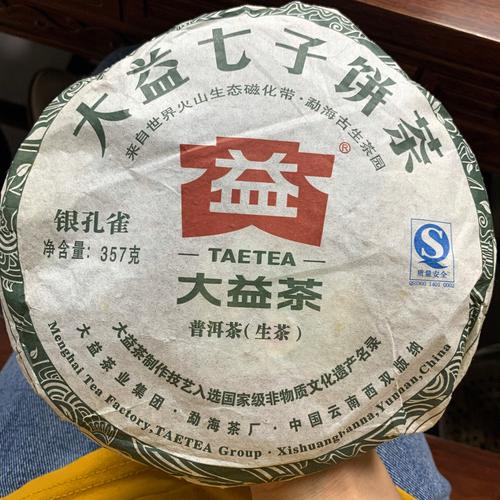 大益七子饼茶
来自世界火山生态磁化带·勐海古生茶园
益
®
TAETEA
大益茶
普洱茶(生茶)
银孔雀
净含量：357克
S
质量安全
QS5300 1401 0002
大益茶制作技艺入选国家级非物质文化遗产名录
大益茶业集团·勐海茶厂·中国云南西双版纳
Menghai Tea Factory.TAETEA Group·Xishuangbanna,Yunnan,China